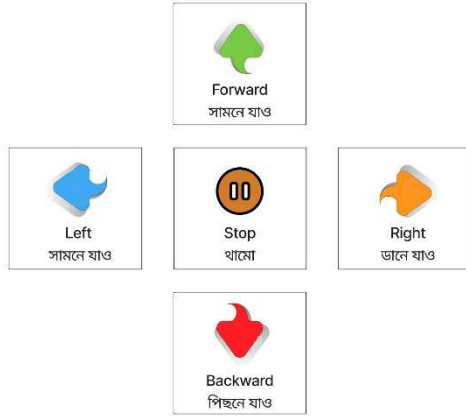 Forward
সামনে যাও
Left
সামনে যাও
Stop
থামো
Right
ডানে যাও
Backward
পিছনে যাও